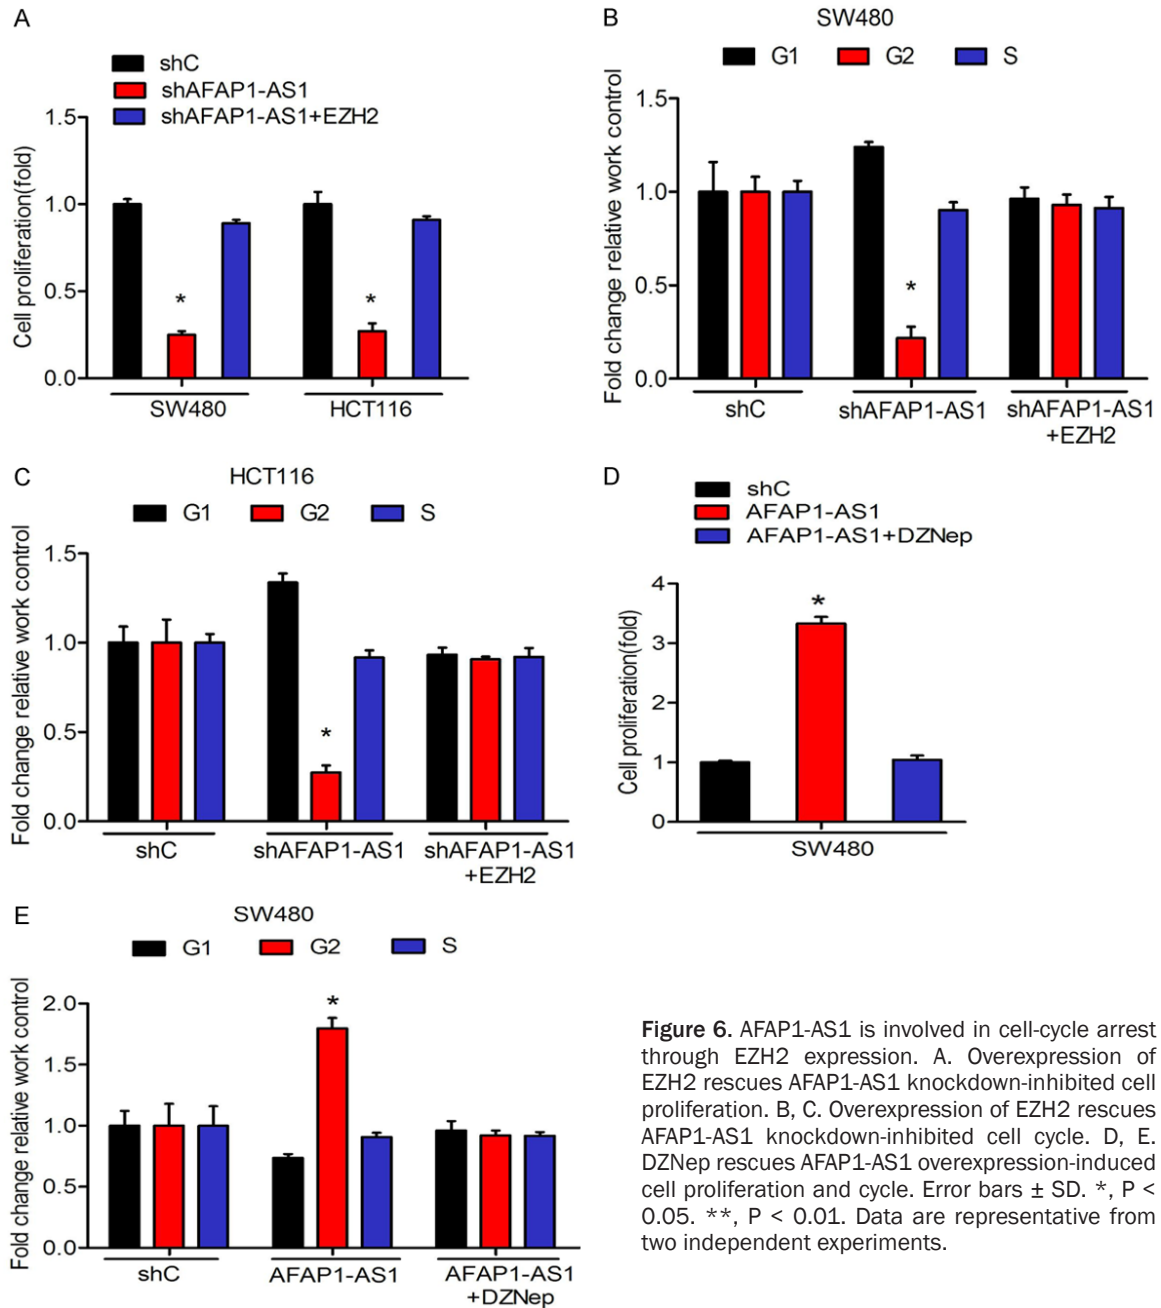 A
shC
shAFAP1-AS1
shAFAP1-AS1+EZH2
Cell proliferation(fold)
1.5
1.0
0.5
0.0
*
*
SW480
HCT116
B
SW480
G1
G2
S
Fold change relative work control
1.5
1.0
0.5
0.0
*
shC
shAFAP1-AS1
shAFAP1-AS1
+EZH2
C
HCT116
G1
G2
S
Fold change relative work control
1.5
1.0
0.5
0.0
*
shC
shAFAP1-AS1
shAFAP1-AS1
+EZH2
D
shC
AFAP1-AS1
AFAP1-AS1+DZNep
Cell proliferation(fold)
4
3
2
1
0
*
SW480
E
SW480
G1
G2
S
Fold change relative work control
2.0
1.5
1.0
0.5
0.0
*
shC
AFAP1-AS1
AFAP1-AS1
+DZNep
Figure 6. AFAP1-AS1 is involved in cell-cycle arrest
through EZH2 expression. A. Overexpression of
EZH2 rescues AFAP1-AS1 knockdown-inhibited cell
proliferation. B, C. Overexpression of EZH2 rescues
AFAP1-AS1 knockdown-inhibited cell cycle. D, E.
DZNep rescues AFAP1-AS1 overexpression-induced
cell proliferation and cycle. Error bars ± SD. *, P <
0.05. **, P < 0.01. Data are representative from
two independent experiments.